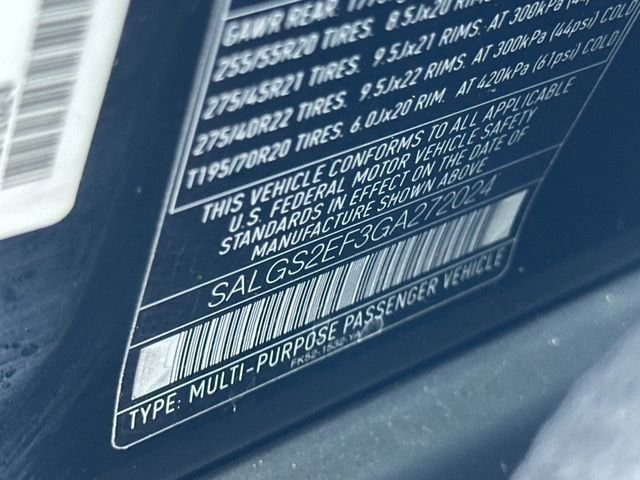 GAWR REAR.
255/55R20 TIRES. 8.5Jx20 RIMS.
275/45R21 TIRES. 9.5Jx21 RIMS. AT 300kPa
275/40R22 TIRES. 9.5Jx22 RIMS. AT 300kPa (44psi) COLD
T195/70R20 TIRES. 6.0Jx20 RIM. AT 420kPa (61psi) COLD
THIS VEHICLE CONFORMS TO ALL APPLICABLE
U.S. FEDERAL MOTOR VEHICLE SAFETY
STANDARDS IN EFFECT ON THE DATE OF
MANUFACTURE SHOWN ABOVE
SALGS2EF3GA272024
TYPE: MULTI-PURPOSE PASSENGER VEHICLE